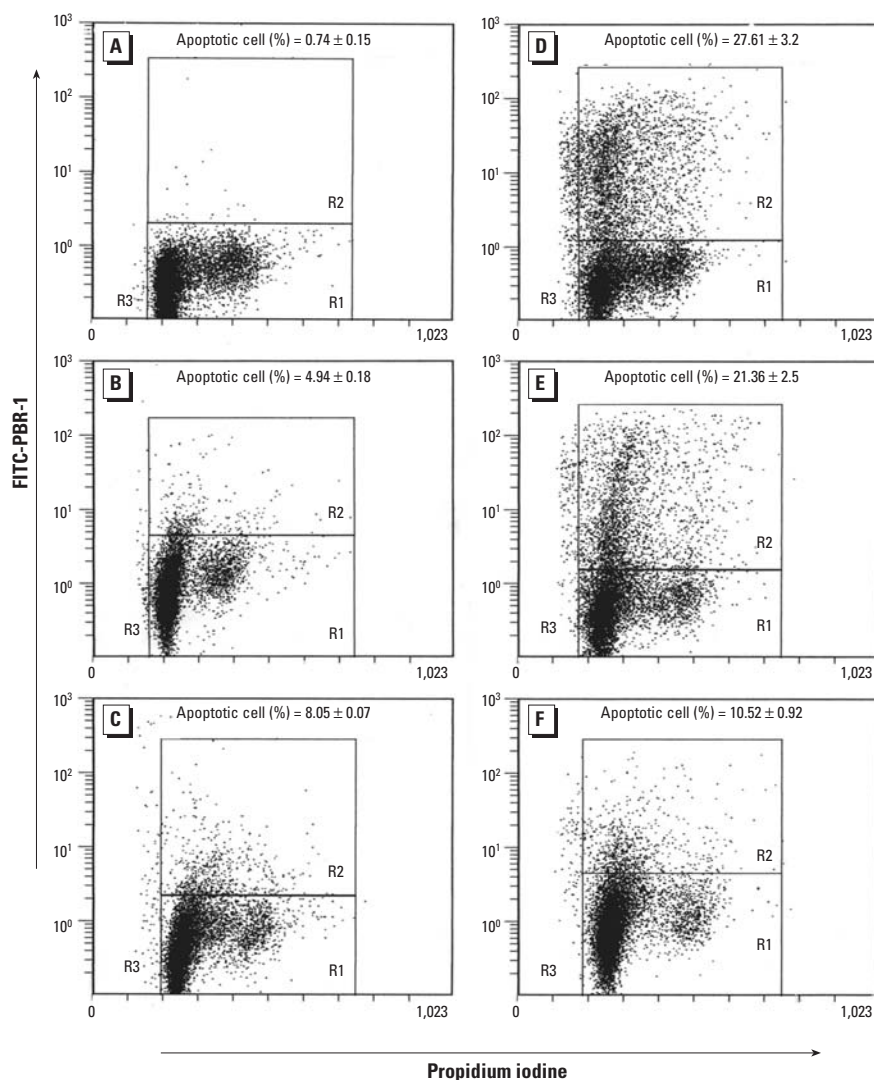 FITC-PBR-1
A
Apoptotic cell (%) = 0.74 ± 0.15
10³
10²
10¹
10⁰
R2
R3
R1
0
1,023
B
Apoptotic cell (%) = 4.94 ± 0.18
10³
10²
10¹
10⁰
R2
R3
R1
0
1,023
C
Apoptotic cell (%) = 8.05 ± 0.07
10³
10²
10¹
10⁰
R2
R3
R1
0
1,023
D
Apoptotic cell (%) = 27.61 ± 3.2
10³
10²
10¹
10⁰
R2
R3
R1
0
1,023
E
Apoptotic cell (%) = 21.36 ± 2.5
10³
10²
10¹
10⁰
R2
R3
R1
0
1,023
F
Apoptotic cell (%) = 10.52 ± 0.92
10³
10²
10¹
10⁰
R2
R3
R1
0
1,023
Propidium iodine